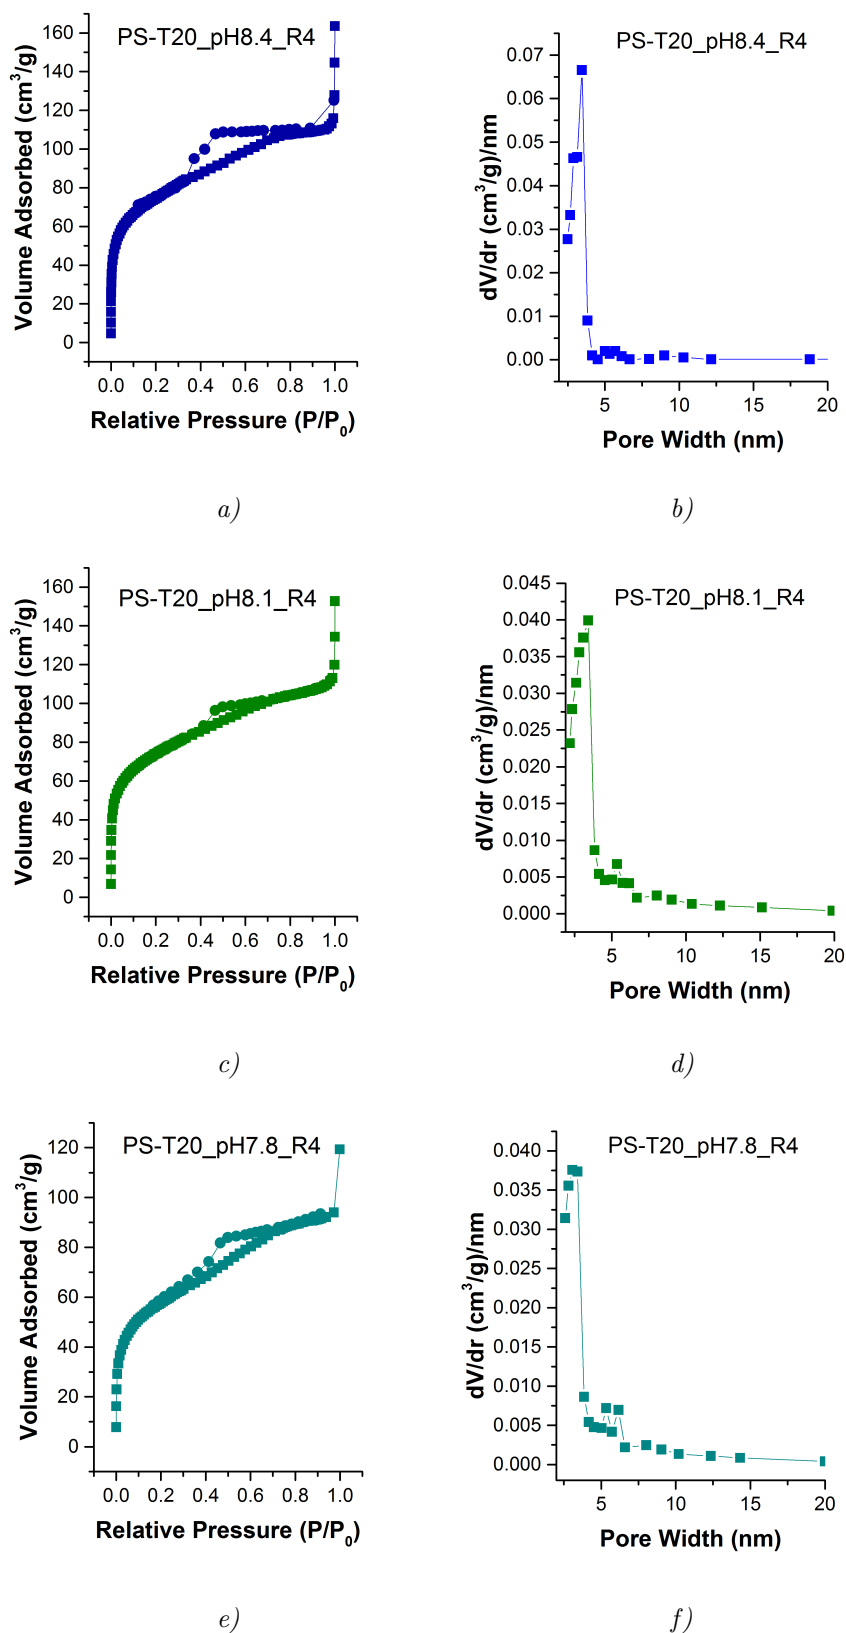 PS-T20_pH8.4_R4
Volume Adsorbed (cm³/g)
160
140
120
100
80
60
40
20
0
0.0 0.2 0.4 0.6 0.8 1.0
Relative Pressure (P/P₀)
a)
PS-T20_pH8.4_R4
dV/dr (cm³/g)/nm
0.07
0.06
0.05
0.04
0.03
0.02
0.01
0.00
5 10 15 20
Pore Width (nm)
b)
PS-T20_pH8.1_R4
Volume Adsorbed (cm³/g)
160
140
120
100
80
60
40
20
0
0.0 0.2 0.4 0.6 0.8 1.0
Relative Pressure (P/P₀)
c)
PS-T20_pH8.1_R4
dV/dr (cm³/g)/nm
0.045
0.040
0.035
0.030
0.025
0.020
0.015
0.010
0.005
0.000
5 10 15 20
Pore Width (nm)
d)
PS-T20_pH7.8_R4
Volume Adsorbed (cm³/g)
120
100
80
60
40
20
0
0.0 0.2 0.4 0.6 0.8 1.0
Relative Pressure (P/P₀)
e)
PS-T20_pH7.8_R4
dV/dr (cm³/g)/nm
0.040
0.035
0.030
0.025
0.020
0.015
0.010
0.005
0.000
5 10 15 20
Pore Width (nm)
f)